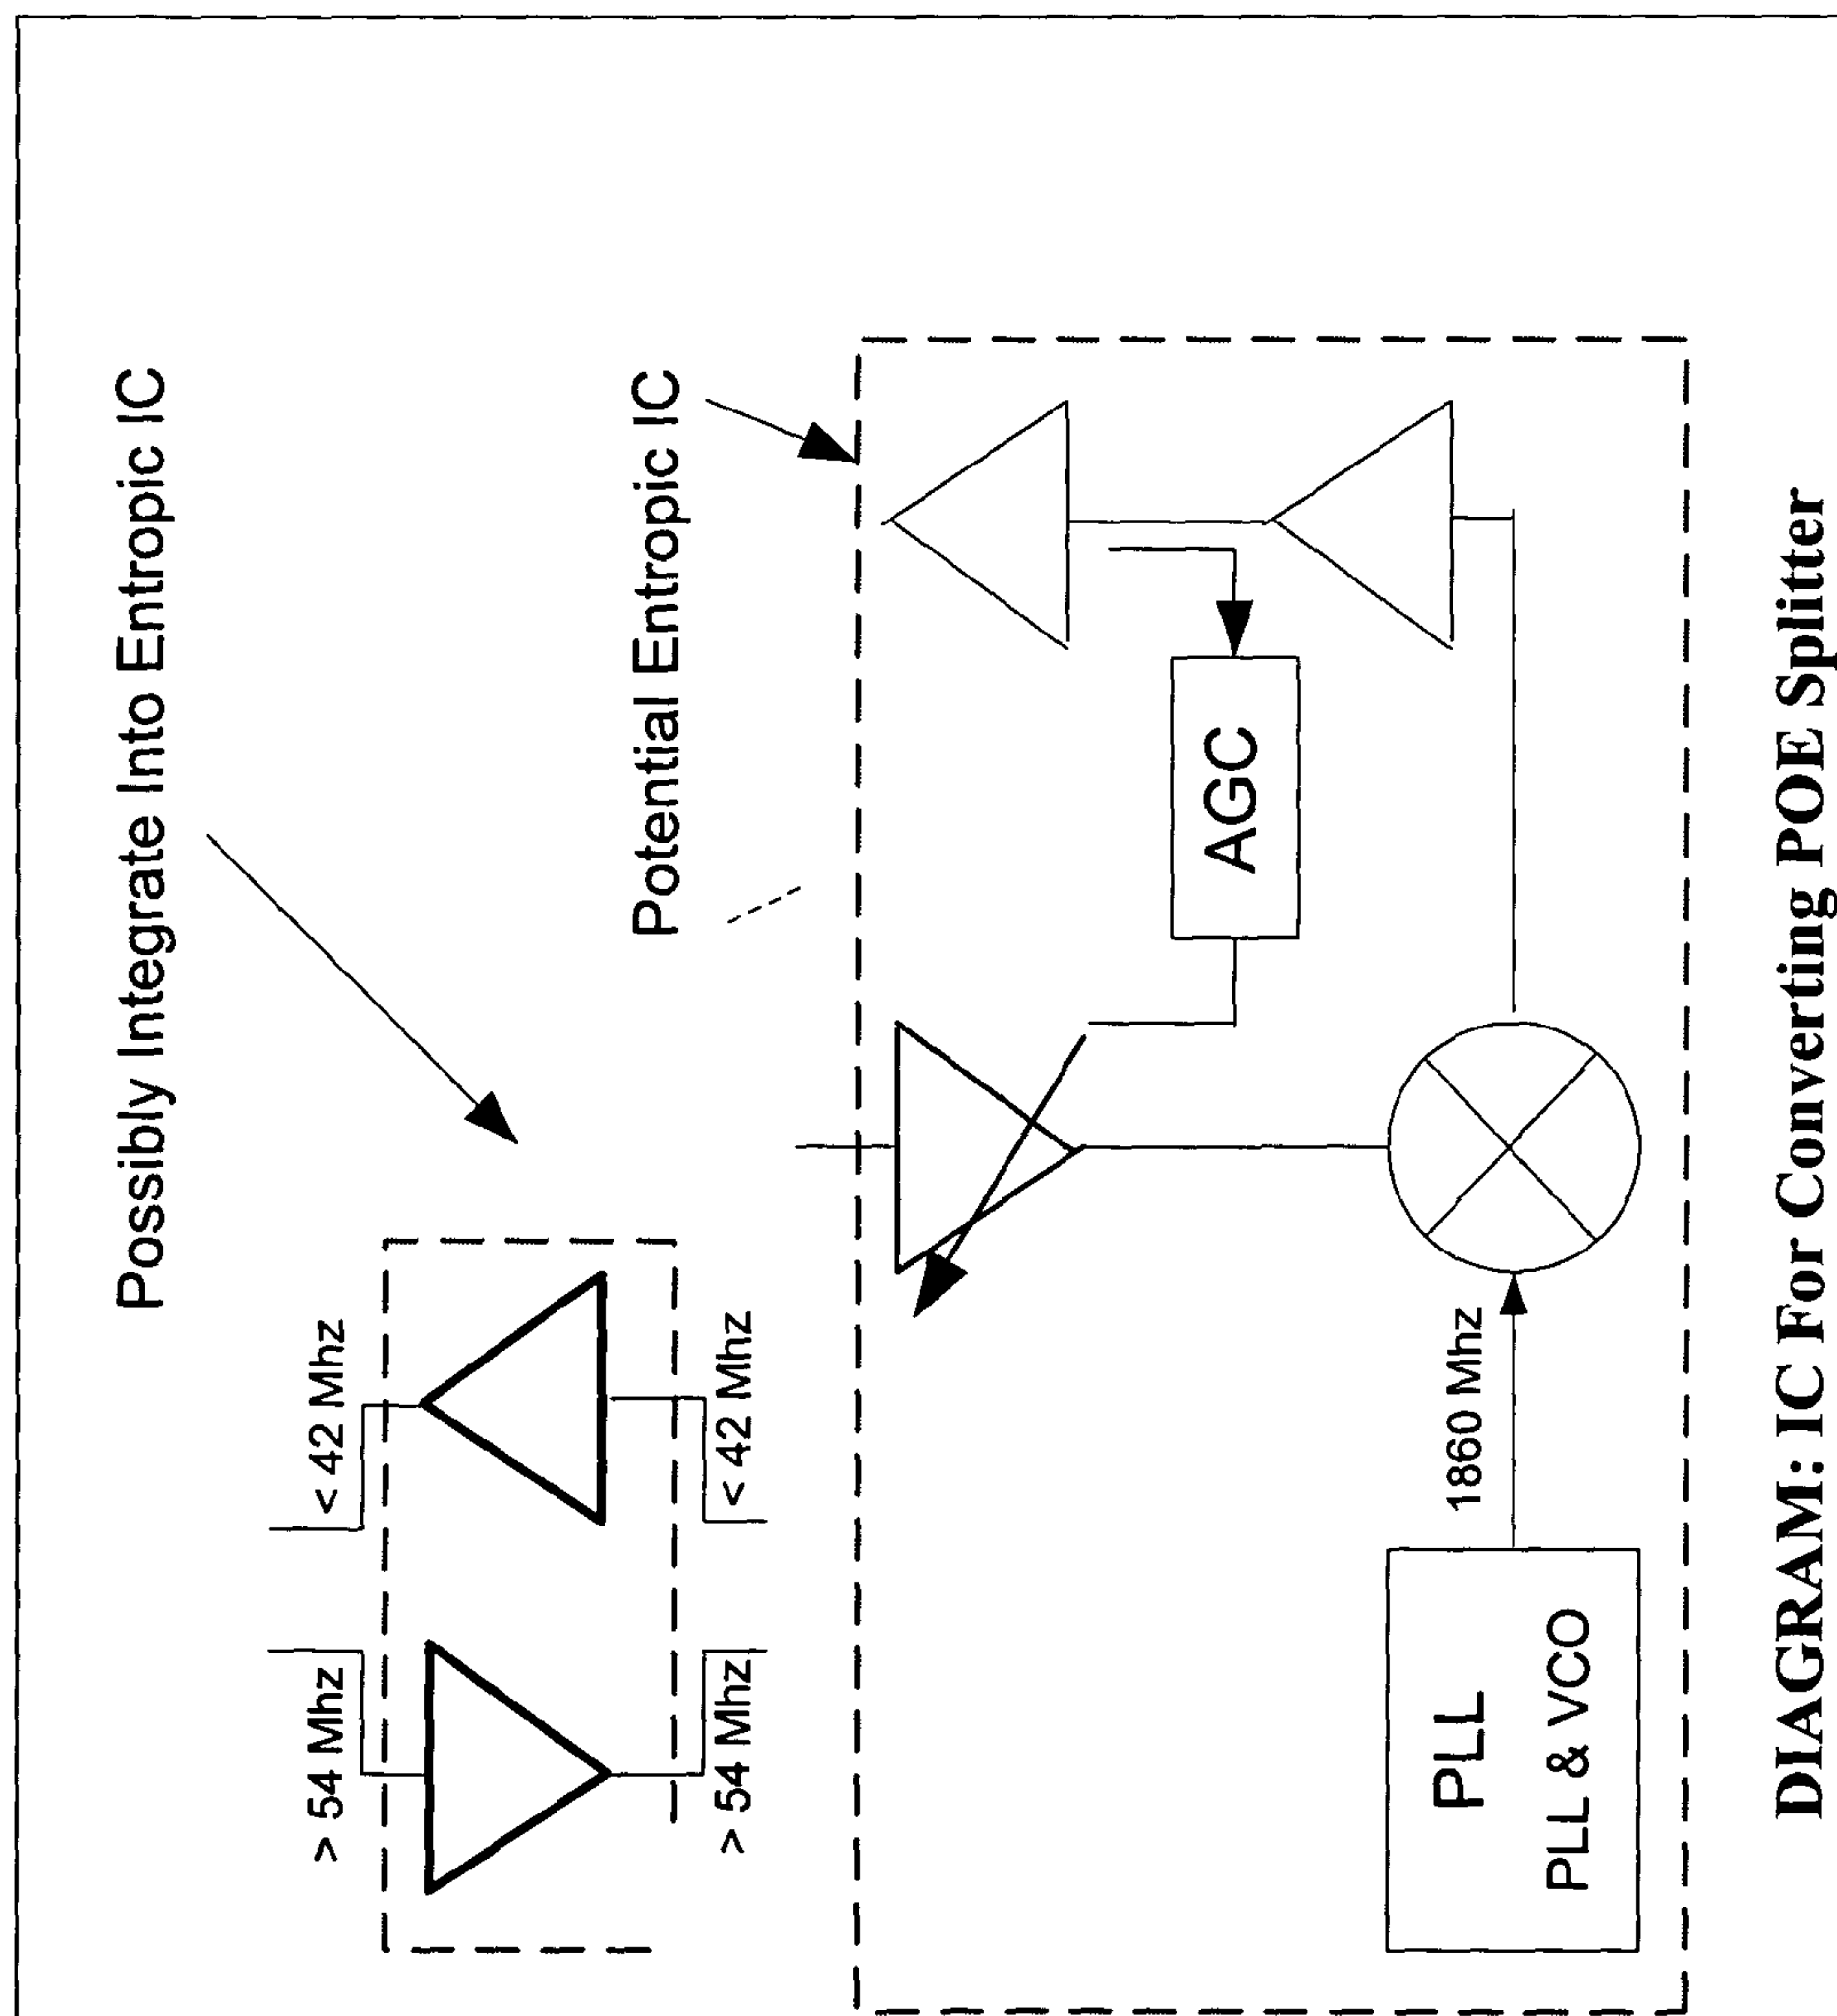 Possibly Integrate Into Entropic IC
> 54 Mhz
< 42 Mhz
> 54 Mhz
< 42 Mhz
Potential Entropic IC
AGC
1860 Mhz
PLL
PLL & VCO
DIAGRAM: IC For Converting POE Splitter